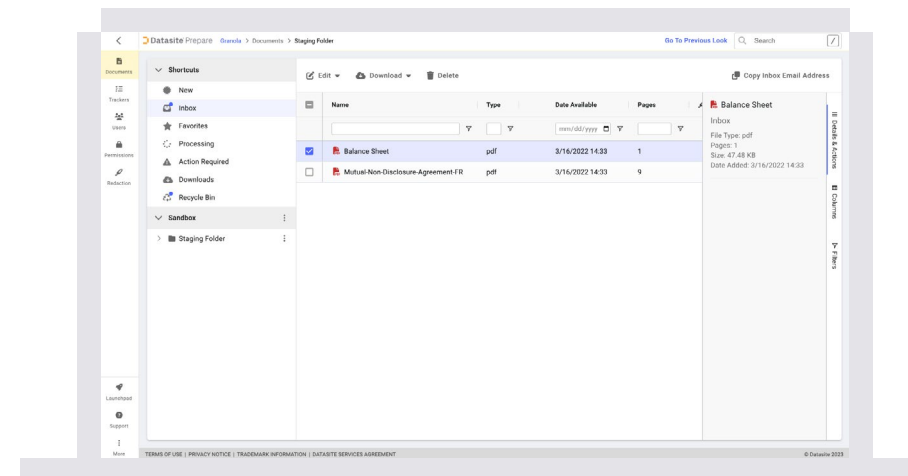 Datasite Prepare Granola > Documents > Staging Folder Go To Previous Look Search /
Documents
Trackers
Users
Permissions
Redaction
Launchpad
Support
More
Shortcuts
New
Inbox
Favorites
Processing
Action Required
Downloads
Recycle Bin
Sandbox
Staging Folder
Edit Download Delete Copy Inbox Email Address
Name Type Date Available Pages
mm/dd/yyyy
Balance Sheet pdf 3/16/2022 14:33 1
Mutual-Non-Disclosure-Agreement-FR pdf 3/16/2022 14:33 9
Balance Sheet
Inbox
File Type: pdf
Pages: 1
Size: 47.48 KB
Date Added: 3/16/2022 14:33
Details & Actions
Columns
Filters
TERMS OF USE | PRIVACY NOTICE | TRADEMARK INFORMATION | DATASITE SERVICES AGREEMENT © Datasite 2023